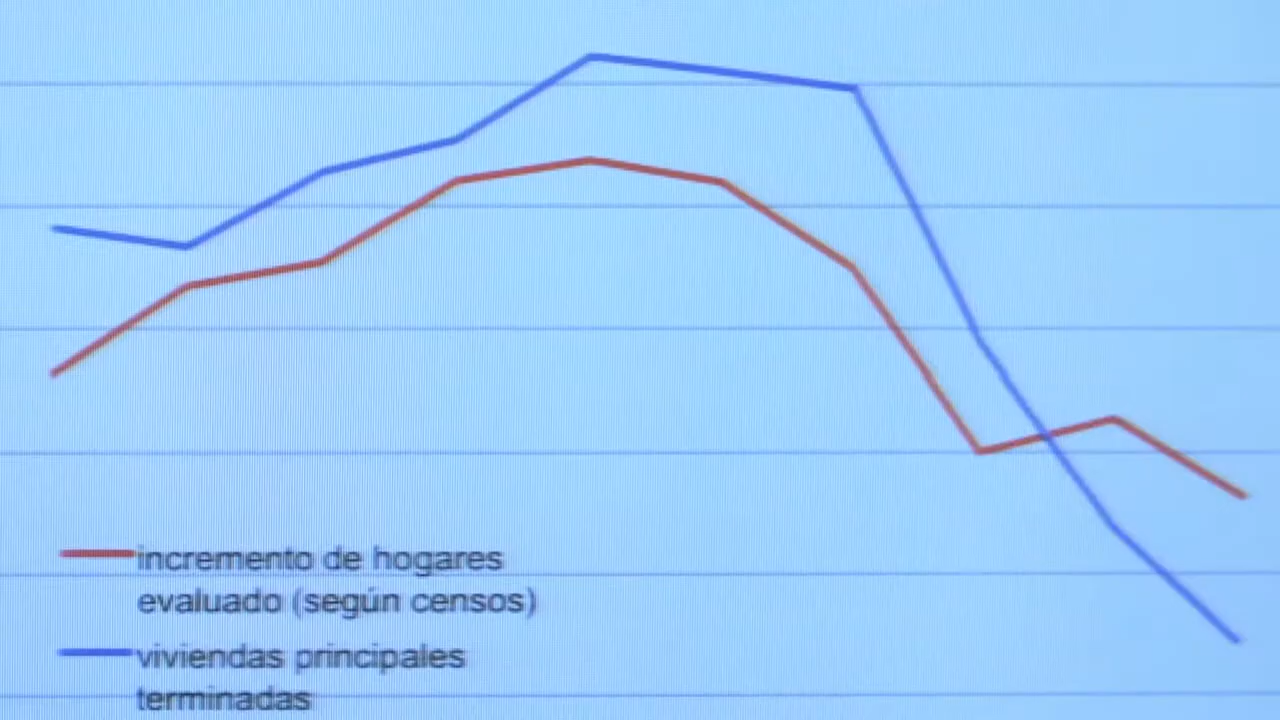 incremento de hogares
evaluado (según censos)
viviendas principales
terminadas